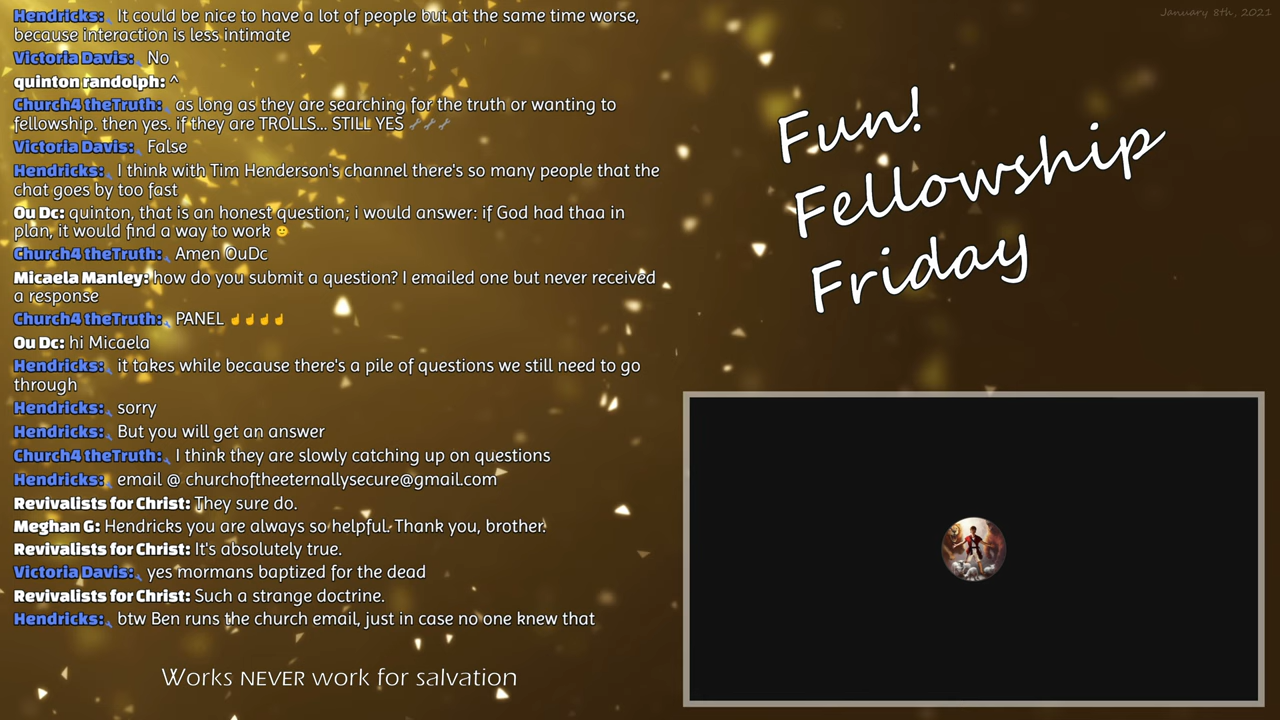 Hendricks: It could be nice to have a lot of people but at the same time worse,
because interaction is less intimate
Victoria Davis: No
quinton randolph: ^
Church4 theTruth: as long as they are searching for the truth or wanting to
fellowship. then yes. if they are TROLLS... STILL YES
Victoria Davis: False
Hendricks: I think with Tim Henderson's channel there's so many people that the
chat goes by too fast
Ou Dc: quinton, that is an honest question; i would answer: if God had thaa in
plan, it would find a way to work 🙂
Church4 theTruth: Amen OuDc
Micaela Manley: how do you submit a question? I emailed one but never received
a response
Church4 theTruth: PANEL ☝☝☝☝
Ou Dc: hi Micaela
Hendricks: it takes while because there's a pile of questions we still need to go
through
Hendricks: sorry
Hendricks: But you will get an answer
Church4 theTruth: I think they are slowly catching up on questions
Hendricks: email @ churchoftheeternallysecure@gmail.com
Revivalists for Christ: They sure do.
Meghan G: Hendricks you are always so helpful. Thank you, brother.
Revivalists for Christ: It's absolutely true.
Victoria Davis: yes mormans baptized for the dead
Revivalists for Christ: Such a strange doctrine.
Hendricks: btw Ben runs the church email, just in case no one knew that
Works NEVER work for salvation
January 8th, 2021
Fun!
Fellowship
Friday